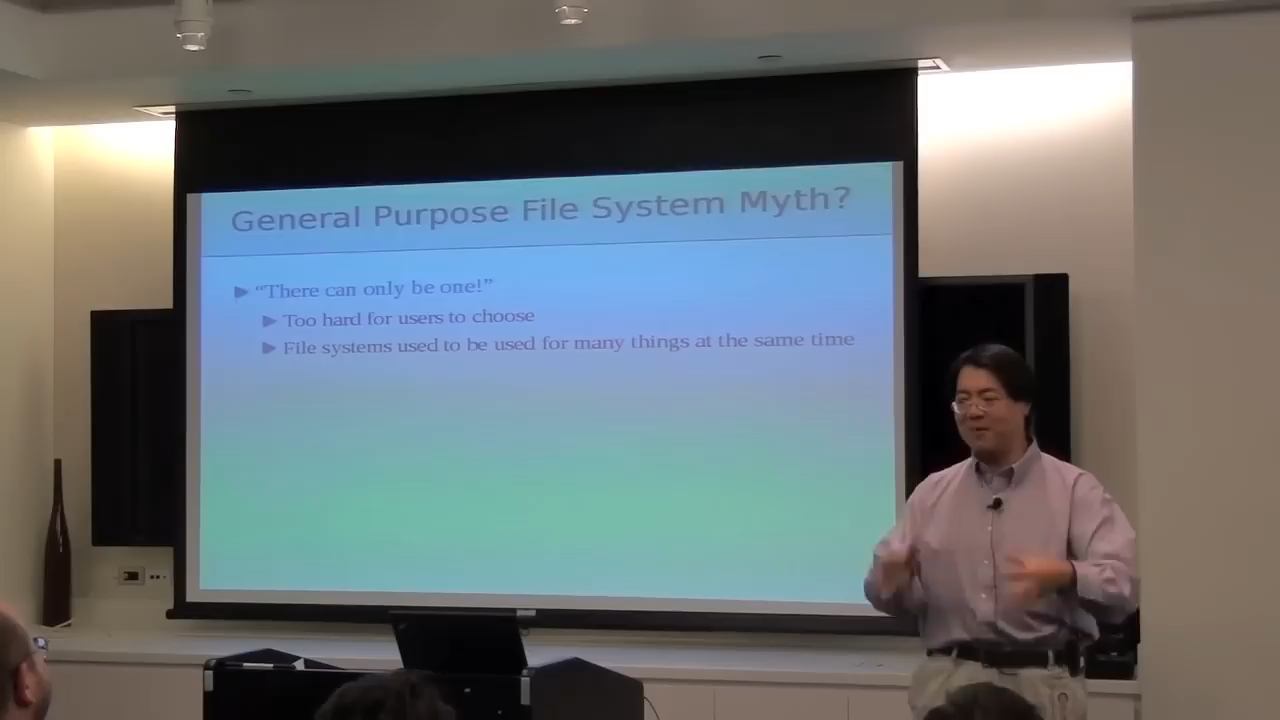 General Purpose File System Myth?
“There can only be one!”
Too hard for users to choose
File systems used to be used for many things at the same time